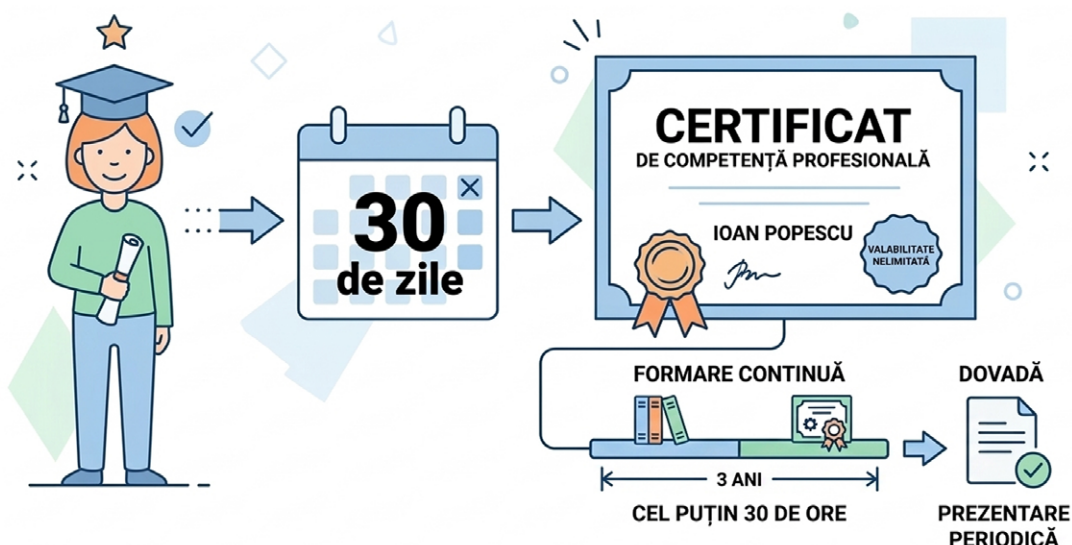 30
de zile
CERTIFICAT
DE COMPETENȚĂ PROFESIONALĂ
IOAN POPESCU
VALABILITATE
NELIMITATĂ
FORMARE CONTINUĂ
3 ANI
CEL PUȚIN 30 DE ORE
DOVADĂ
PREZENTARE
PERIODICĂ